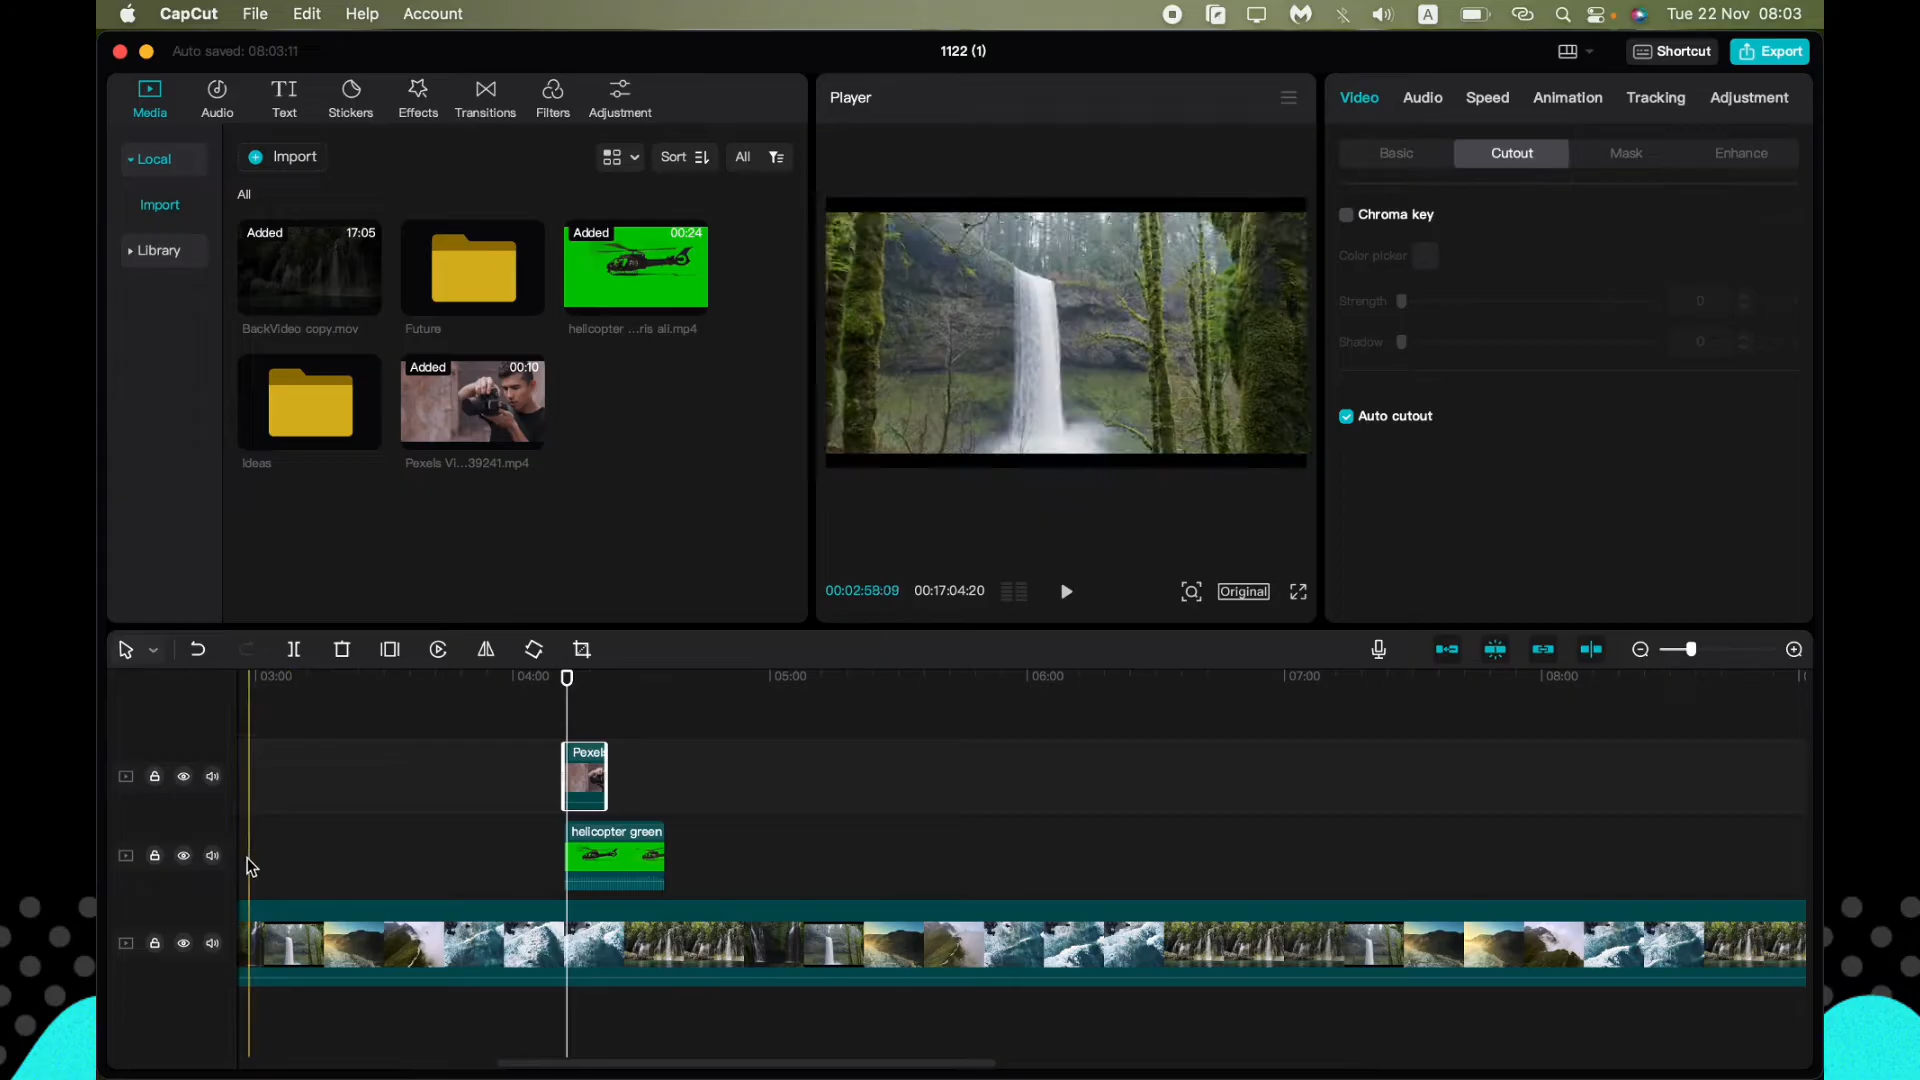 CapCut File Edit Help Account
A
Tue 22 Nov 08:03
Auto saved: 08:03:11
1122 (1)
Shortcut
Export
Media
Audio
TI
Text
Stickers
Effects
Transitions
Filters
Adjustment
Local
Import
Library
Import
Sort
All
All
Added 17:05
BackVideo copy.mov
Future
Added 00:24
helicopter ...ris ali.mp4
Ideas
Added 00:10
Pexels Vi...39241.mp4
Player
00:02:58:09 00:17:04:20
Original
Video Audio Speed Animation Tracking Adjustment
Basic Cutout Mask Enhance
Chroma key
Color picker
Strength 0
Shadow 0
Auto cutout
03:00 04:00 05:00 06:00 07:00 08:00
Pexels
helicopter green